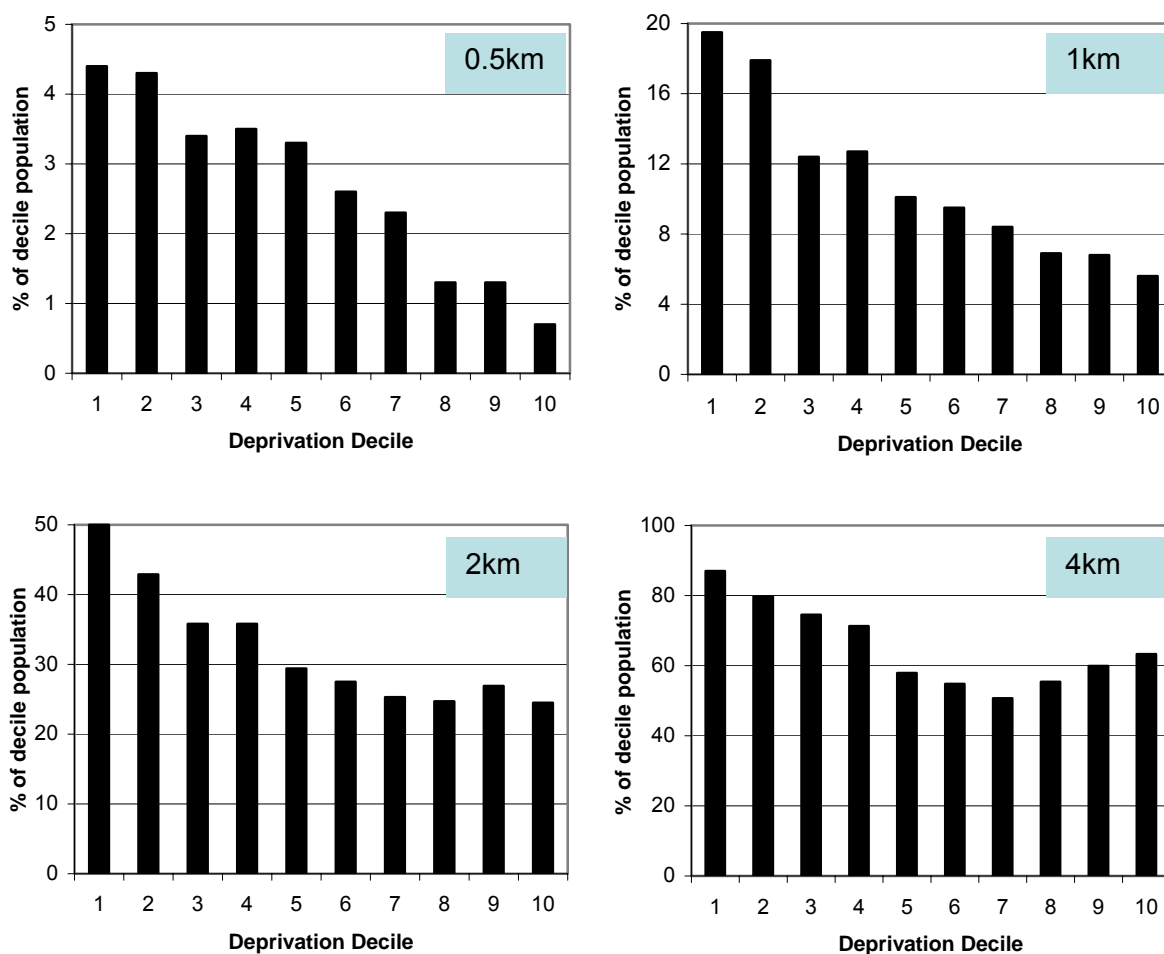 0.5km
% of decile population
5
4
3
2
1
0
1 2 3 4 5 6 7 8 9 10
Deprivation Decile
1km
% of decile population
20
16
12
8
4
0
1 2 3 4 5 6 7 8 9 10
Deprivation Decile
2km
% of decile population
50
40
30
20
10
0
1 2 3 4 5 6 7 8 9 10
Deprivation Decile
4km
% of decile population
100
80
60
40
20
0
1 2 3 4 5 6 7 8 9 10
Deprivation Decile